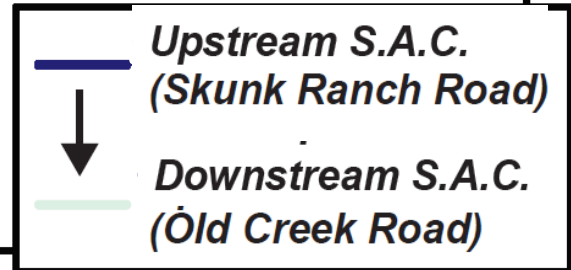 Upstream S.A.C.
(Skunk Ranch Road)
Downstream S.A.C.
(Old Creek Road)